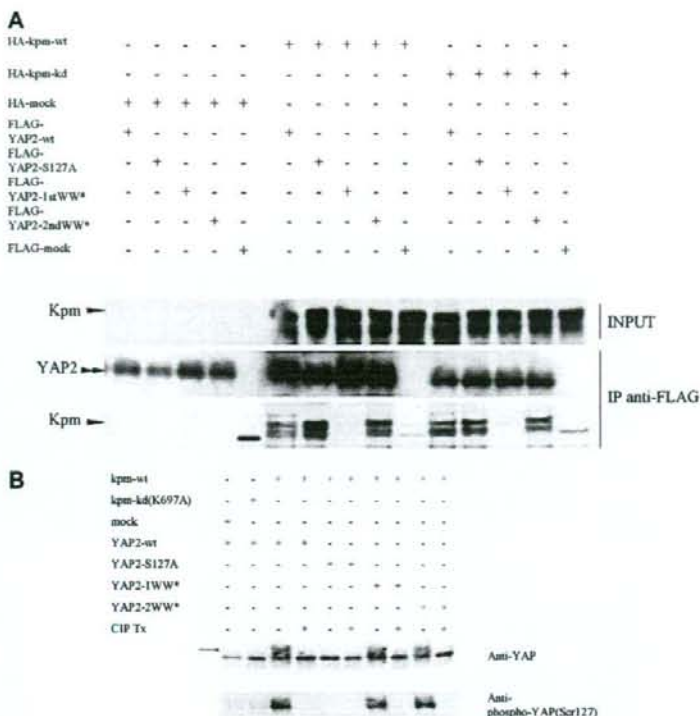 A
HA-kpm-wt - - - - - + + + + + - - - - -
HA-kpm-kd - - - - - - - - - - + + + + +
HA-mock + + + + + - - - - - - - - - -
FLAG-
YAP2-wt + - - - - + - - - - + - - - -
FLAG-
YAP2-S127A - + - - - - + - - - - + - - -
FLAG-
YAP2-1stWW* - - + - - - - + - - - - + - -
FLAG-
YAP2-2ndWW* - - - + - - - - + - - - - + -
FLAG-mock - - - - + - - - - + - - - - +
Kpm
INPUT
YAP2
IP anti-FLAG
Kpm
B
kpm-wt - - + + + + + + + +
kpm-kd(K697A) - + - - - - - - - -
mock + - - - - - - - - -
YAP2-wt + + + + - - - - - -
YAP2-S127A - - - - + + - - - -
YAP2-1WW* - - - - - - + + - -
YAP2-2WW* - - - - - - - - + +
CIP Tx - - - + - + - + - +
Anti-YAP
Anti-
phospho-YAP(Ser127)